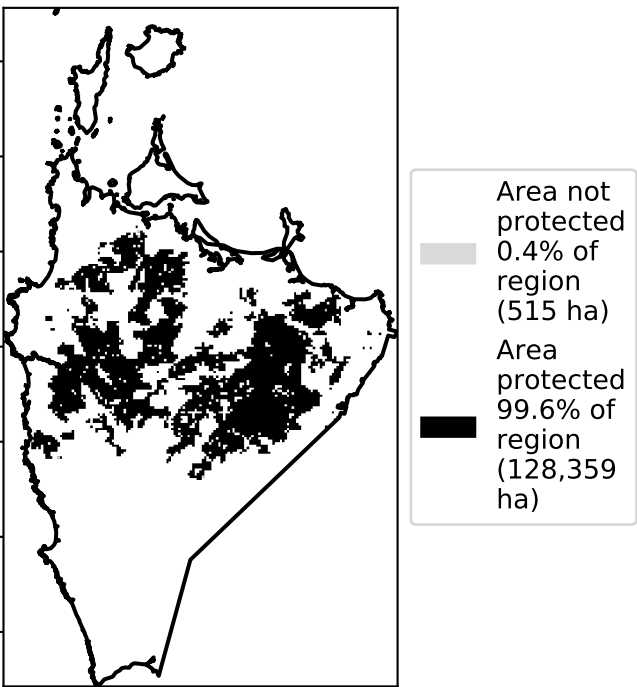 Area not
protected
0.4% of
region
(515 ha)
Area
protected
99.6% of
region
(128,359
ha)